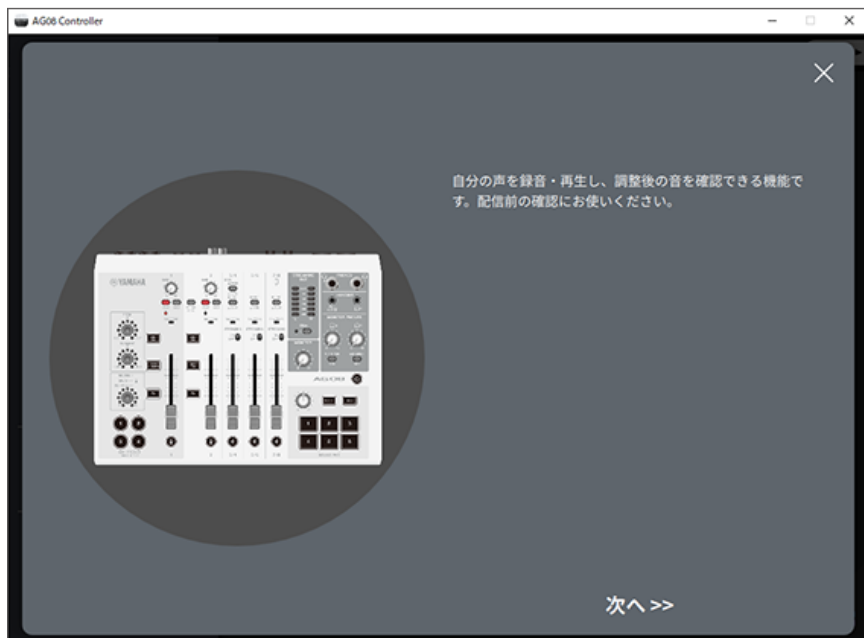 AG08 Controller
自分の声を録音・再生し、調整後の音を確認できる機能で
す。配信前の確認にお使いください。
YAMAHA
AG08
次へ >>